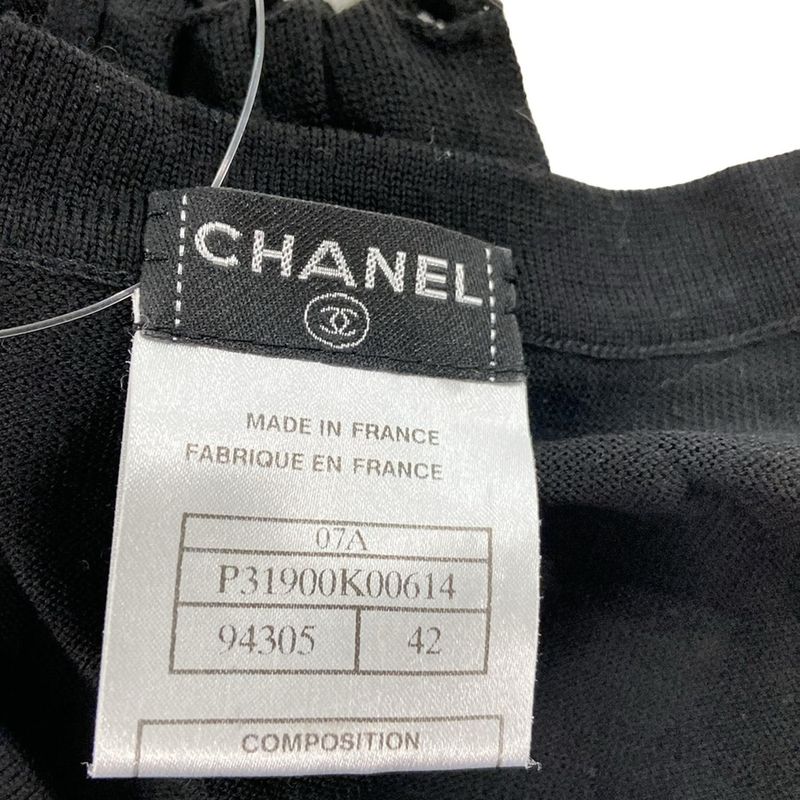 CHANEL
MADE IN FRANCE
FABRIQUE EN FRANCE
07A
P31900K00614
94305 42
COMPOSITION